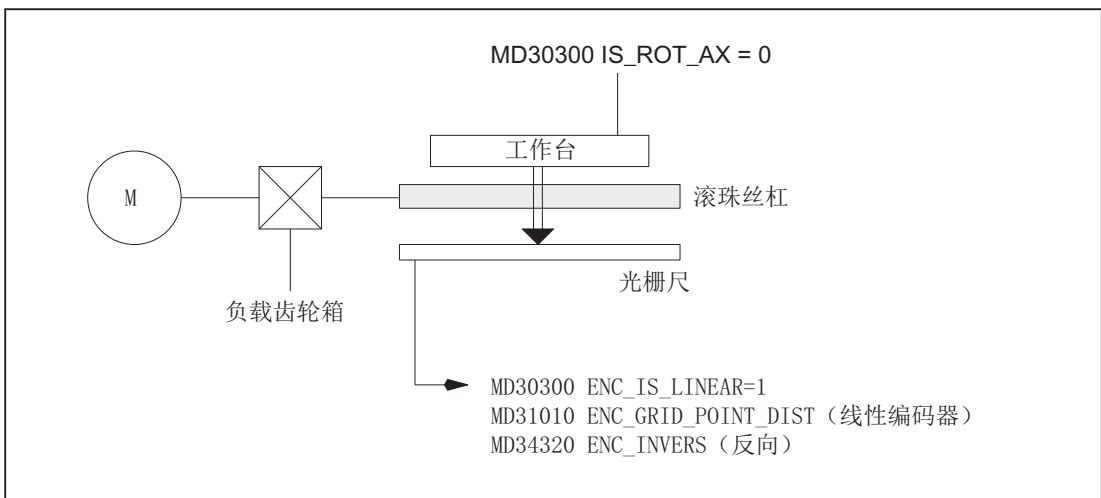 MD30300 IS_ROT_AX = 0
工作台
M
滚珠丝杠
光栅尺
负载齿轮箱
MD30300 ENC_IS_LINEAR=1
MD31010 ENC_GRID_POINT_DIST（线性编码器）
MD34320 ENC_INVERS（反向）